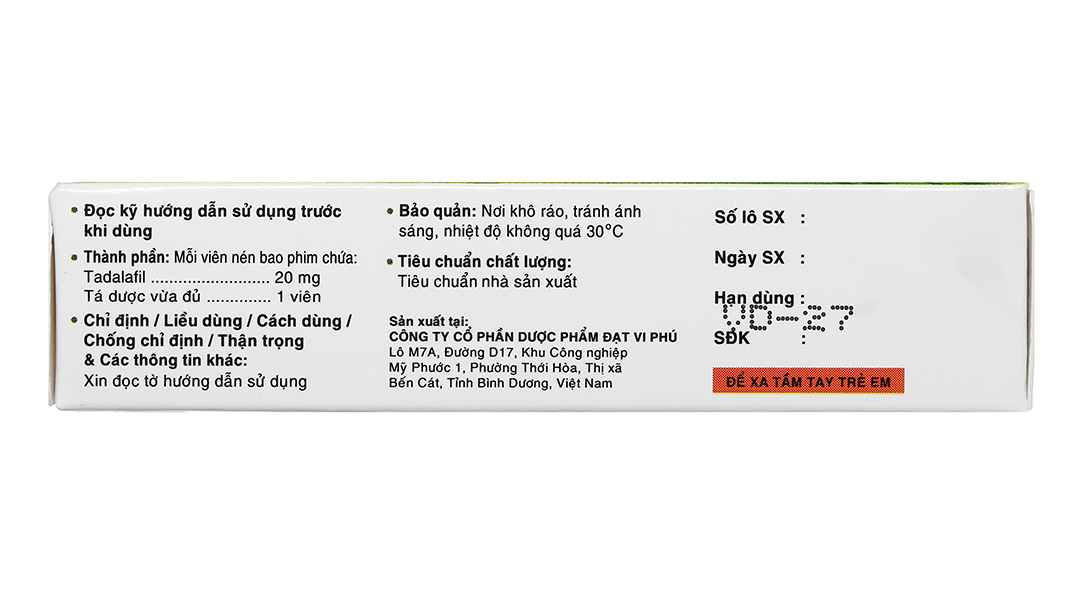 • Đọc kỹ hướng dẫn sử dụng trước
khi dùng
• Thành phần: Mỗi viên nén bao phim chứa:
Tadalafil .......................... 20 mg
Tá dược vừa đủ .............. 1 viên
• Chỉ định / Liều dùng / Cách dùng /
Chống chỉ định / Thận trọng
& Các thông tin khác:
Xin đọc tờ hướng dẫn sử dụng
• Bảo quản: Nơi khô ráo, tránh ánh
sáng, nhiệt độ không quá 30°C
• Tiêu chuẩn chất lượng:
Tiêu chuẩn nhà sản xuất
Sản xuất tại:
CÔNG TY CỔ PHẦN DƯỢC PHẨM ĐẠT VI PHÚ
Lô M7A, Đường D17, Khu Công nghiệp
Mỹ Phước 1, Phường Thới Hòa, Thị xã
Bến Cát, Tỉnh Bình Dương, Việt Nam
Số lô SX :
Ngày SX :
Hạn dùng :
VD-27
SĐK :
ĐỂ XA TẦM TAY TRẺ EM